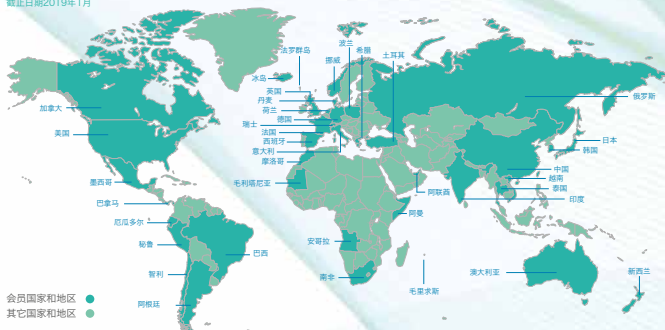 截止日期2019年1月
法罗群岛
波兰
希腊
土耳其
挪威
冰岛
英国
丹麦
荷兰
德国
瑞士
法国
西班牙
意大利
摩洛哥
毛利塔尼亚
俄罗斯
加拿大
美国
日本
韩国
中国
越南
泰国
印度
墨西哥
巴拿马
厄瓜多尔
秘鲁
巴西
智利
阿根廷
阿联酋
阿曼
安哥拉
南非
毛里求斯
澳大利亚
新西兰
会员国家和地区
其它国家和地区